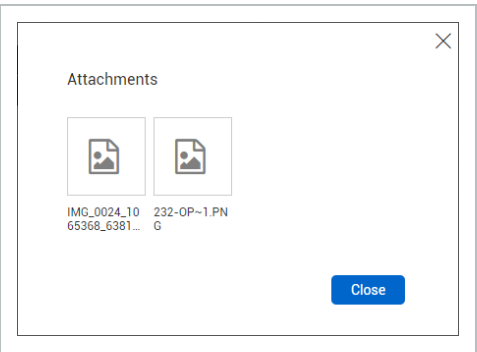 Attachments
IMG_0024_10
65368_6381...
232-OP~1.PN
G
Close